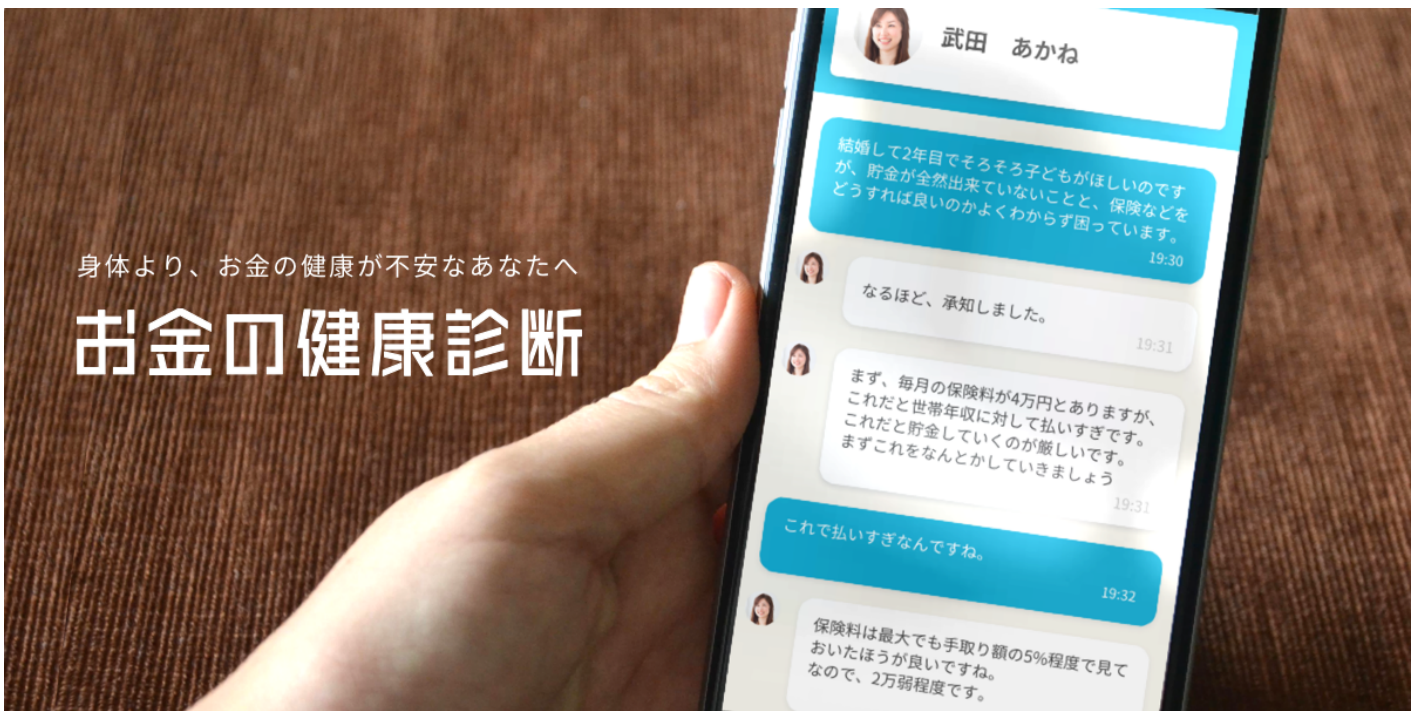 武田　あかね
結婚して2年目でそろそろ子どもがほしいのです
が、貯金が全然出来ていないことと、保険などを
どうすれば良いのかよくわからず困っています。
19:30
身体より、お金の健康が不安なあなたへ
お金の健康診断
なるほど、承知しました。
19:31
まず、毎月の保険料が4万円とありますが、
これだと世帯年収に対して払いすぎです。
これだと貯金していくのが厳しいです。
まずこれをなんとかしていきましょう
19:31
これで払いすぎなんですね。
19:32
保険料は最大でも手取り額の5%程度で見て
おいたほうが良いですね。
なので、2万弱程度です。